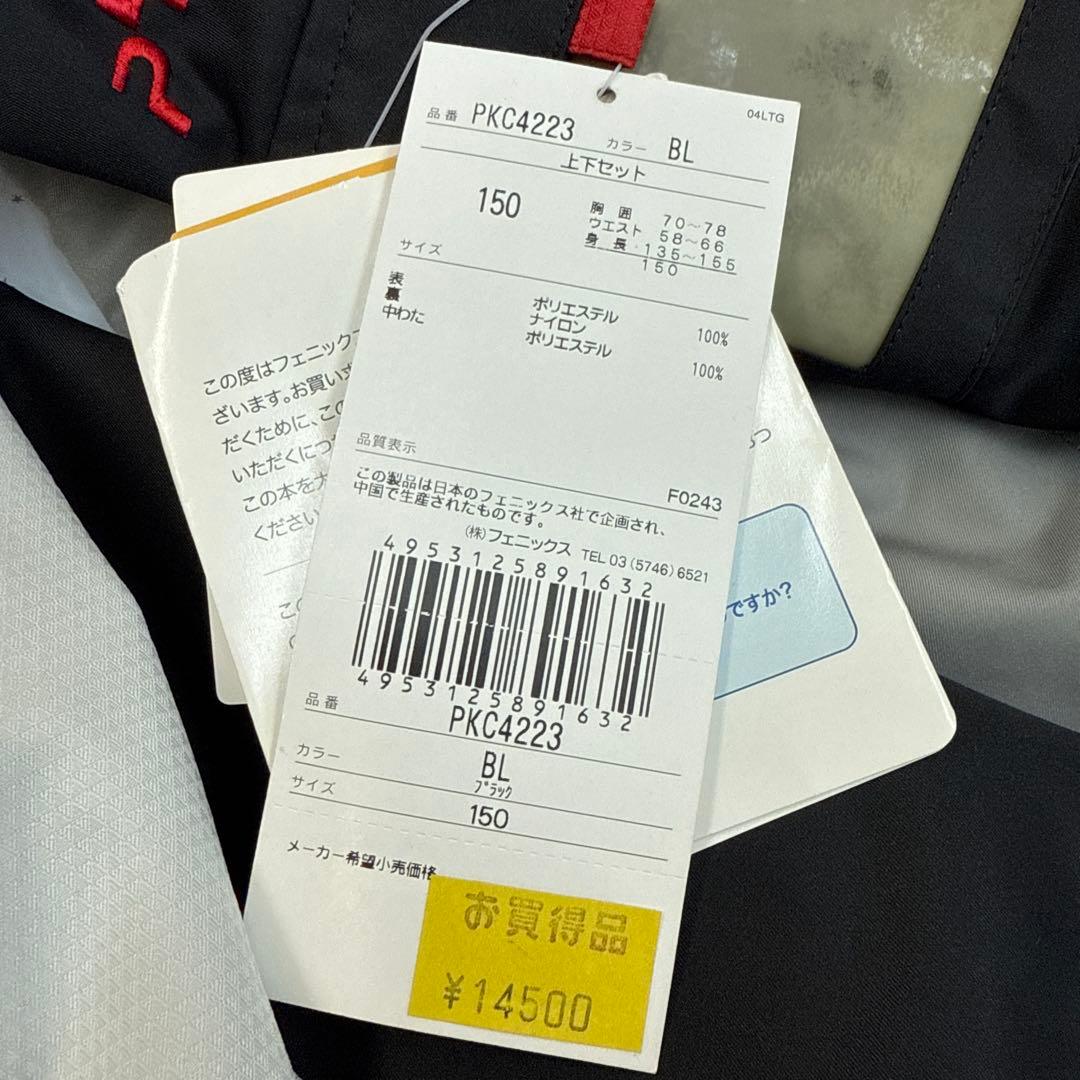 04LTG
品番 PKC4223 カラー BL
上下セット
150
胸囲 70～78
ウエスト 58～66
身長 135～155
150
サイズ
表 ポリエステル 100%
裏 ナイロン
中わた ポリエステル 100%
品質表示
F0243
この製品は日本のフェニックス社で企画され、
中国で生産されたものです。
(株)フェニックス TEL 03(5746)6521
4953125891632
4953125891632
品番
PKC4223
カラー BL
ブラック
サイズ 150
メーカー希望小売価格
お買得品
¥14500
この度はフェニック
ざいます。お買い
だくために、この
いただくにつ
この本を大
ください
ですか?